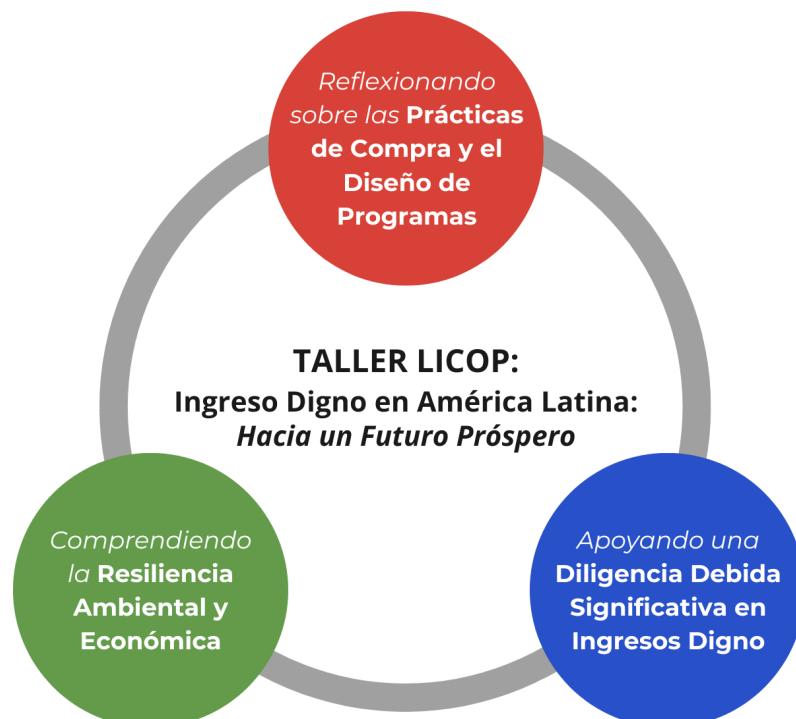 Reflexionando
sobre las Prácticas
de Compra y el
Diseño de
Programas
TALLER LICOP:
Ingreso Digno en América Latina:
Hacia un Futuro Próspero
Comprendiendo
la Resiliencia
Ambiental y
Económica
Apoyando una
Diligencia Debida
Significativa en
Ingresos Digno